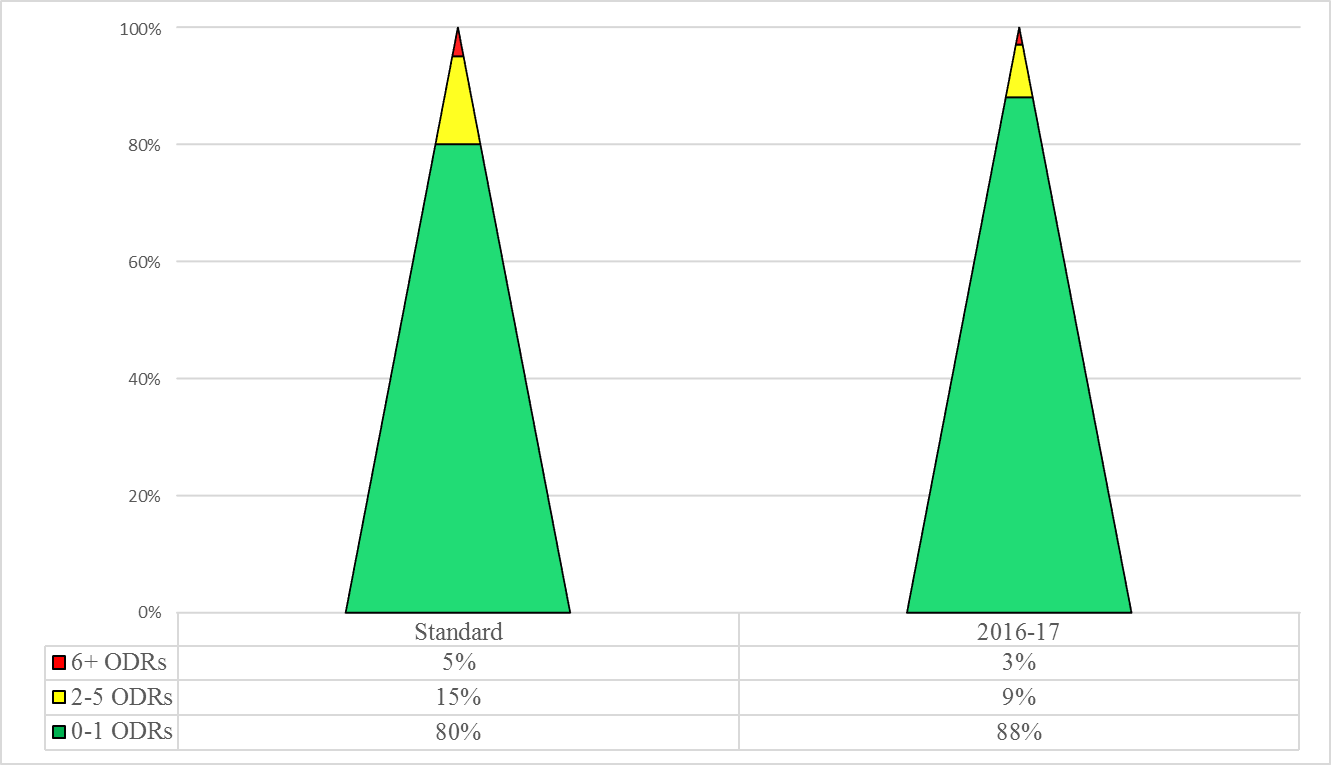 100%
80%
60%
40%
20%
0%
Standard 2016-17
6+ ODRs 5% 3%
2-5 ODRs 15% 9%
0-1 ODRs 80% 88%